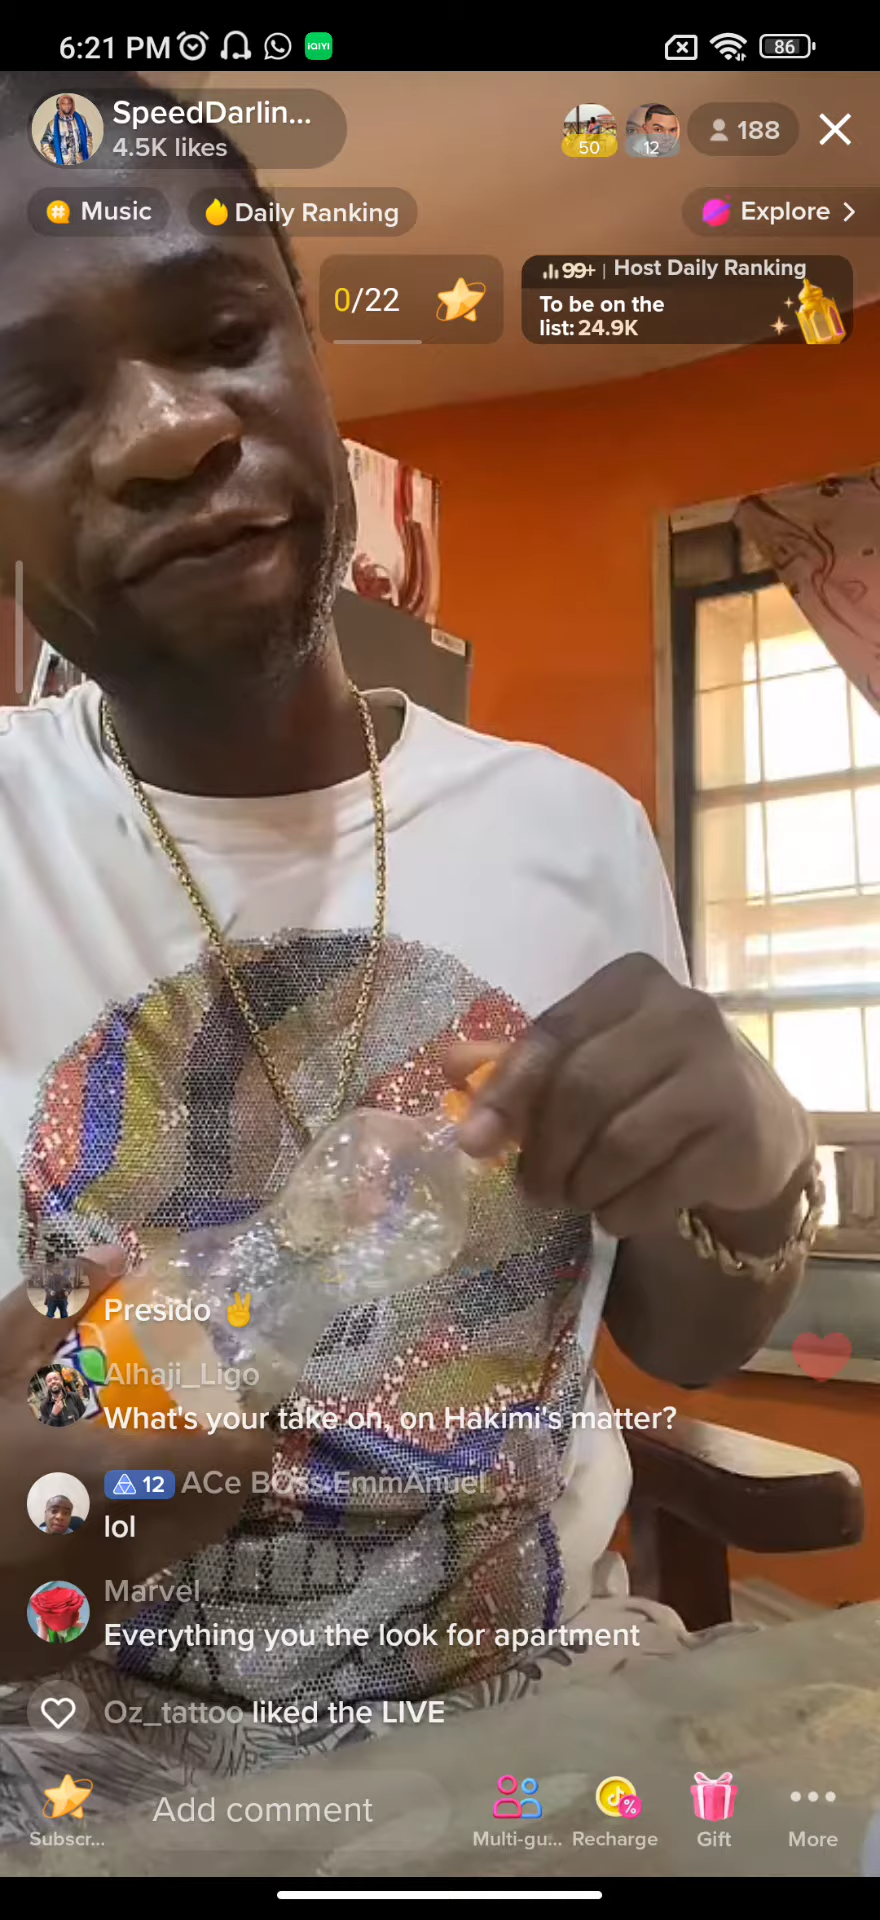 6:21 PM
iQIYI
86
SpeedDarlin...
4.5K likes
50
12
188
Music
Daily Ranking
Explore
0/22
99+ | Host Daily Ranking
To be on the
list: 24.9K
Presido ✌️
Alhaji_Ligo
What's your take on, on Hakimi's matter?
12 ACe BOss EmmAnuel
lol
Marvel
Everything you the look for apartment
Oz_tattoo liked the LIVE
Add comment
Subscr...
Multi-gu...
Recharge
Gift
More